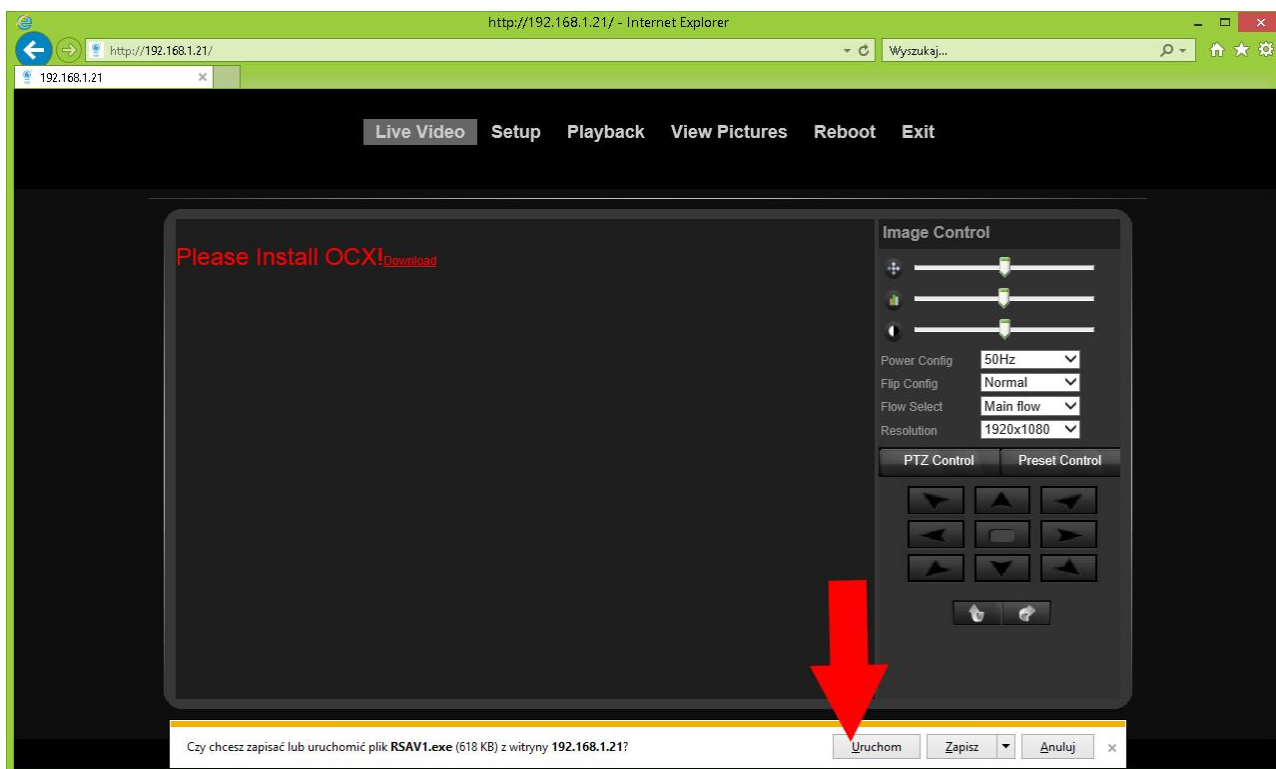 http://192.168.1.21/ - Internet Explorer
http://192.168.1.21/
Wyszukaj...
192.168.1.21
Live Video Setup Playback View Pictures Reboot Exit
Please Install OCX!Download
Image Control
Power Config 50Hz
Flip Config Normal
Flow Select Main flow
Resolution 1920x1080
PTZ Control Preset Control
Czy chcesz zapisać lub uruchomić plik RSAV1.exe (618 KB) z witryny 192.168.1.21? Uruchom Zapisz Anuluj